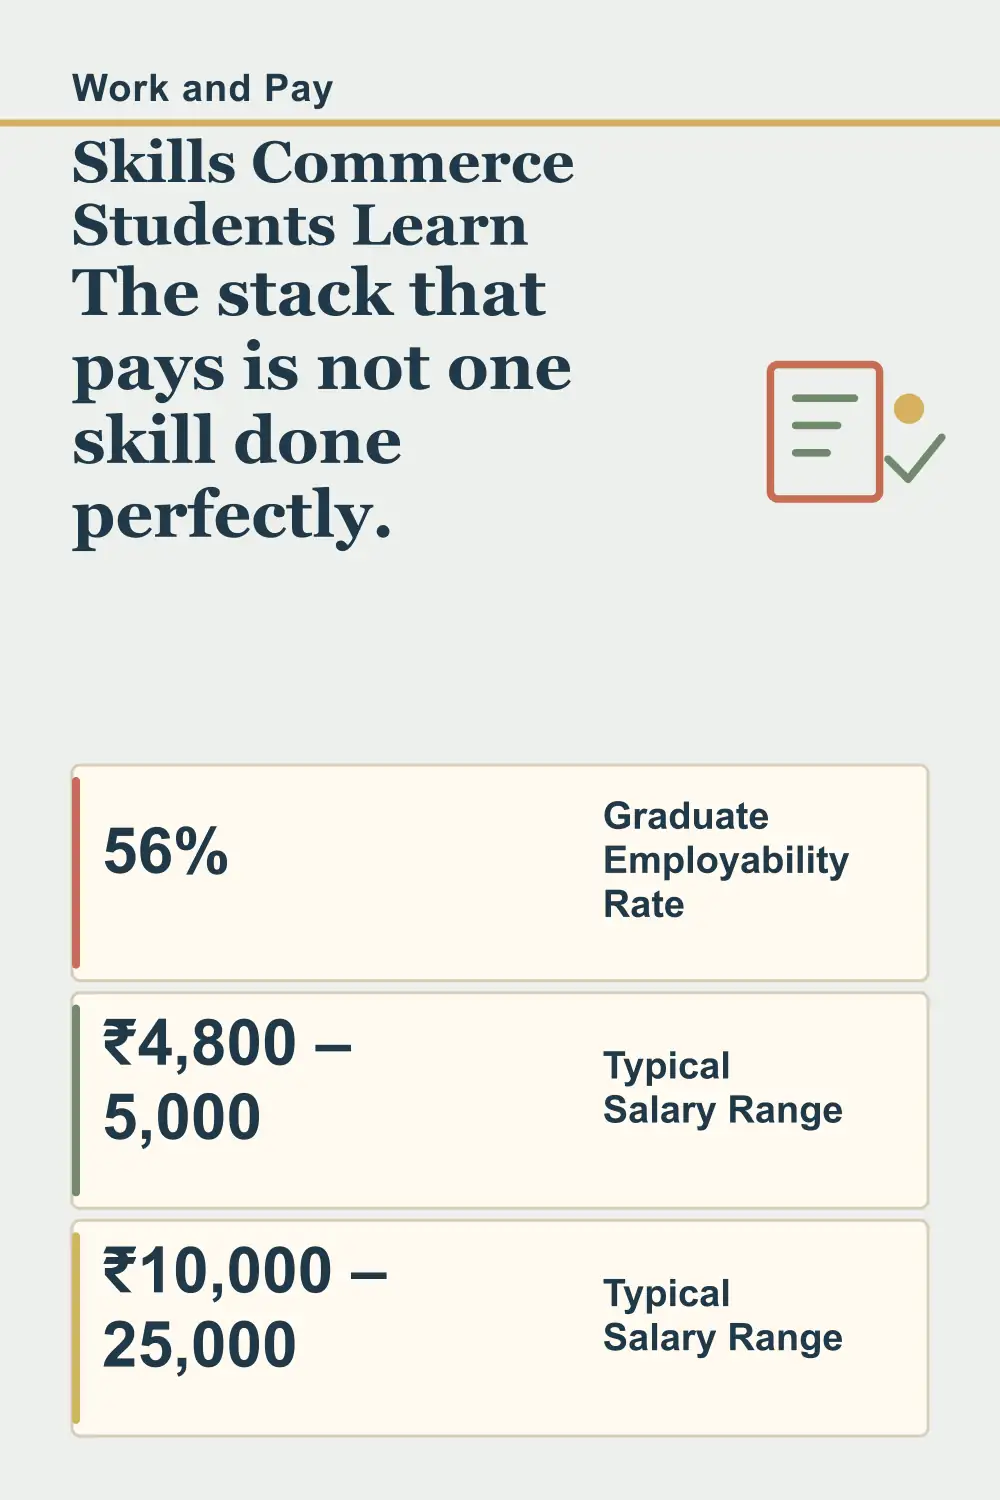 Work and Pay
Skills Commerce
Students Learn
The stack that
pays is not one
skill done
perfectly.
56%
Graduate
Employability
Rate
₹4,800 –
5,000
Typical
Salary Range
₹10,000 –
25,000
Typical
Salary Range